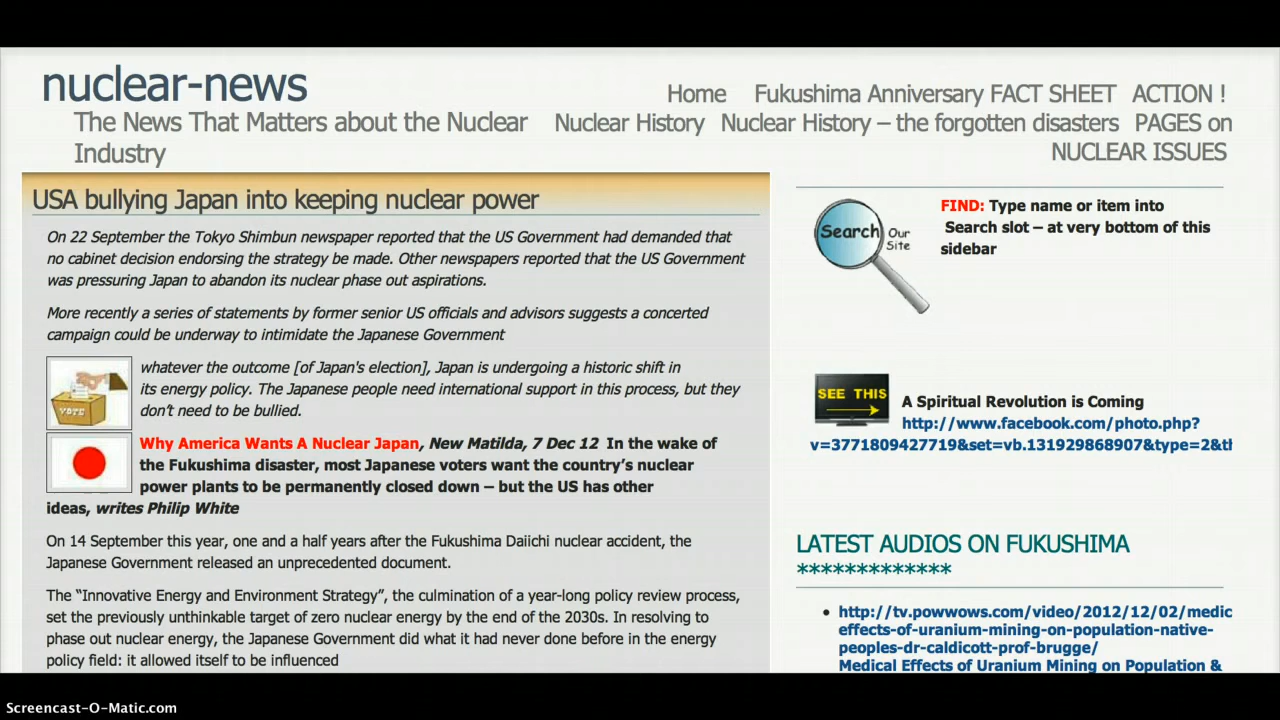 nuclear-news
The News That Matters about the Nuclear
Industry
Home Fukushima Anniversary FACT SHEET ACTION !
Nuclear History Nuclear History – the forgotten disasters PAGES on
NUCLEAR ISSUES
USA bullying Japan into keeping nuclear power
On 22 September the Tokyo Shimbun newspaper reported that the US Government had demanded that
no cabinet decision endorsing the strategy be made. Other newspapers reported that the US Government
was pressuring Japan to abandon its nuclear phase out aspirations.
More recently a series of statements by former senior US officials and advisors suggests a concerted
campaign could be underway to intimidate the Japanese Government
VOTE
whatever the outcome [of Japan's election], Japan is undergoing a historic shift in
its energy policy. The Japanese people need international support in this process, but they
don't need to be bullied.
Why America Wants A Nuclear Japan, New Matilda, 7 Dec 12 In the wake of
the Fukushima disaster, most Japanese voters want the country's nuclear
power plants to be permanently closed down – but the US has other
ideas, writes Philip White
On 14 September this year, one and a half years after the Fukushima Daiichi nuclear accident, the
Japanese Government released an unprecedented document.
The “Innovative Energy and Environment Strategy”, the culmination of a year-long policy review process,
set the previously unthinkable target of zero nuclear energy by the end of the 2030s. In resolving to
phase out nuclear energy, the Japanese Government did what it had never done before in the energy
policy field: it allowed itself to be influenced
Search Our
Site
FIND: Type name or item into
Search slot – at very bottom of this
sidebar
SEE THIS
A Spiritual Revolution is Coming
http://www.facebook.com/photo.php?
v=3771809427719&set=vb.1319298689​07&type=2&tl
LATEST AUDIOS ON FUKUSHIMA
*************
• http://tv.powwows.com/video/2012/12/02/medic
effects-of-uranium-mining-on-population-native-
peoples-dr-caldicott-prof-brugge/
Medical Effects of Uranium Mining on Population &
Screencast-O-Matic.com